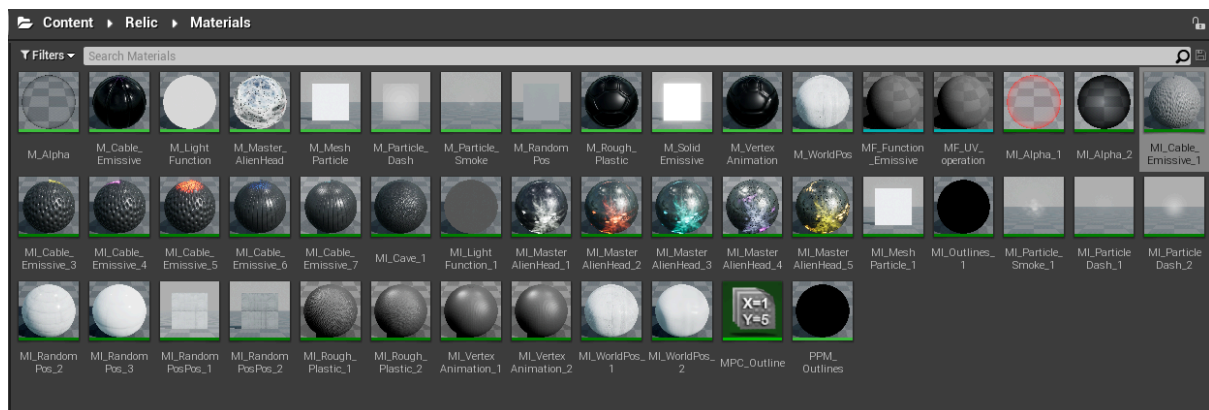 Content ▸ Relic ▸ Materials
Filters
Search Materials
M_Alpha
M_Cable_
Emissive
M_Light
Function
M_Master_
AlienHead
M_Mesh
Particle
M_Particle_
Dash
M_Particle_
Smoke
M_Random
Pos
M_Rough_
Plastic
M_Solid
Emissive
M_Vertex
Animation
M_WorldPos
MF_Function
_Emissive
MF_UV_
operation
MI_Alpha_1
MI_Alpha_2
MI_Cable_
Emissive_1
MI_Cable_
Emissive_3
MI_Cable_
Emissive_4
MI_Cable_
Emissive_5
MI_Cable_
Emissive_6
MI_Cable_
Emissive_7
MI_Cave_1
MI_Light
Function_1
MI_Master
AlienHead_1
MI_Master
AlienHead_2
MI_Master
AlienHead_3
MI_Master
AlienHead_4
MI_Master
AlienHead_5
MI_Mesh
Particle_1
MI_Outlines_
1
MI_Particle_
Smoke_1
MI_Particle
Dash_1
MI_Particle
Dash_2
MI_Random
Pos_2
MI_Random
Pos_3
MI_Random
PosPos_1
MI_Random
PosPos_2
MI_Rough_
Plastic_1
MI_Rough_
Plastic_2
MI_Vertex
Animation_1
MI_Vertex
Animation_2
MI_WorldPos_
1
MI_WorldPos_
2
X=1
Y=5
MPC_Outline
PPM_
Outlines